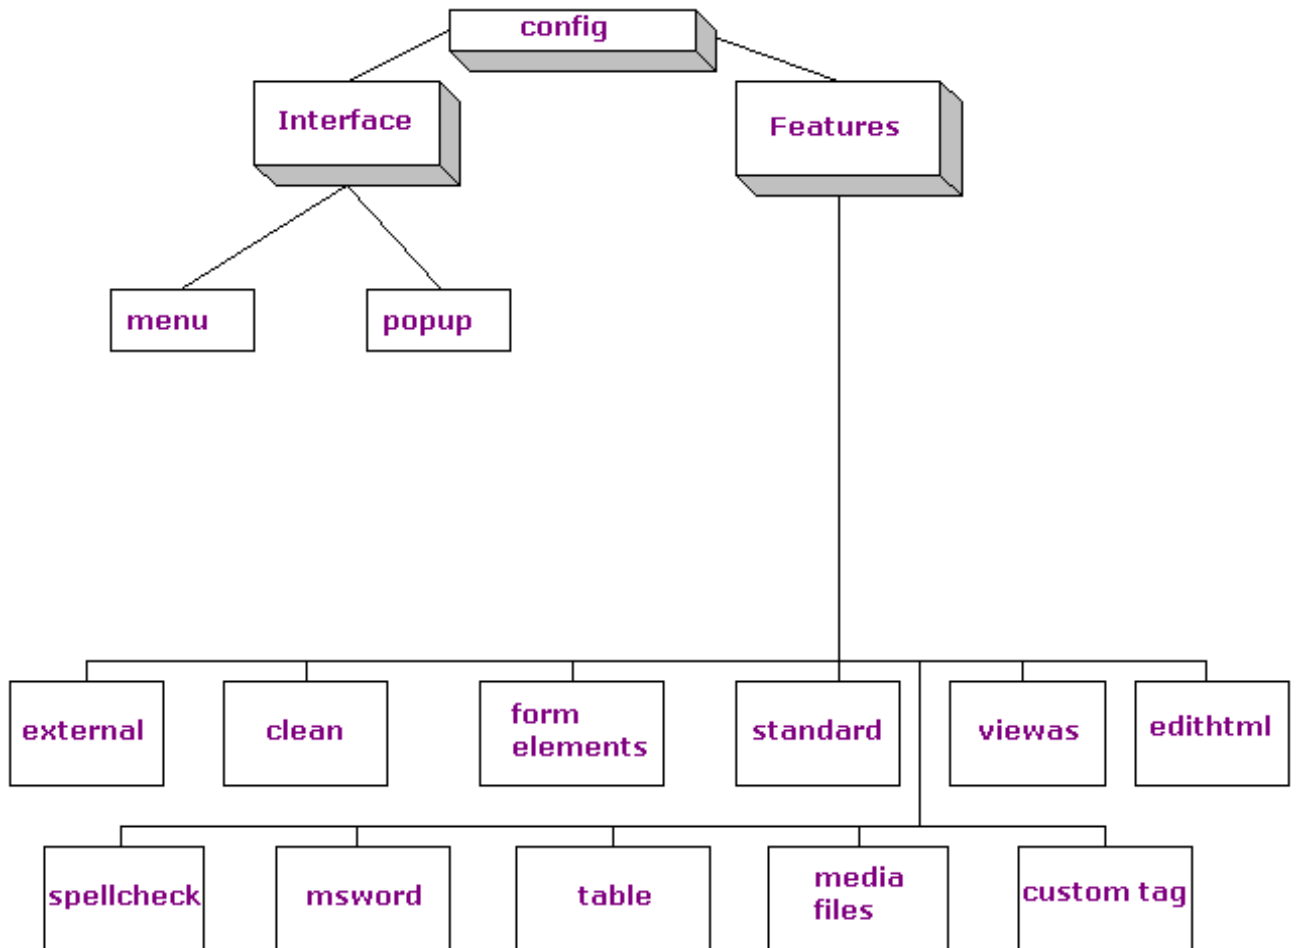 config
Interface
Features
menu
popup
external
clean
form
elements
standard
viewas
edithtml
spellcheck
msword
table
media
files
custom tag